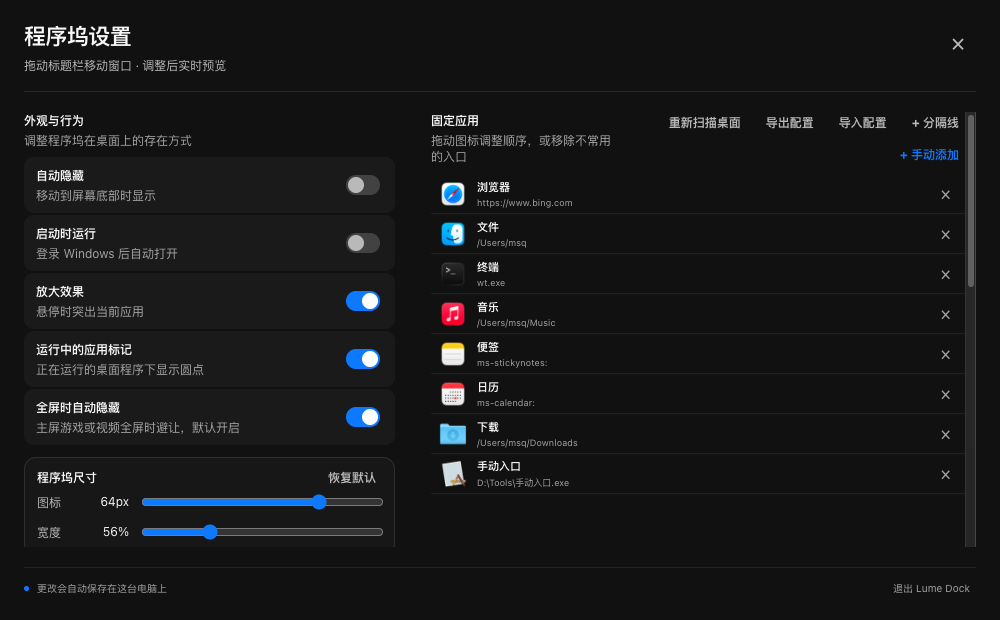 程序坞设置
拖动标题栏移动窗口 · 调整后实时预览
外观与行为
调整程序坞在桌面上的存在方式
自动隐藏
移动到屏幕底部时显示
启动时运行
登录 Windows 后自动打开
放大效果
悬停时突出当前应用
运行中的应用标记
正在运行的桌面程序下显示圆点
全屏时自动隐藏
主屏游戏或视频全屏时避让，默认开启
程序坞尺寸
恢复默认
图标 64px
宽度 56%
固定应用
拖动图标调整顺序，或移除不常用
的入口
重新扫描桌面 导出配置 导入配置 + 分隔线
+ 手动添加
浏览器
https://www.bing.com
文件
/Users/msq
终端
wt.exe
音乐
/Users/msq/Music
便签
ms-stickynotes:
日历
ms-calendar:
下载
/Users/msq/Downloads
手动入口
D:\Tools\手动入口.exe
更改会自动保存在这台电脑上
退出 Lume Dock